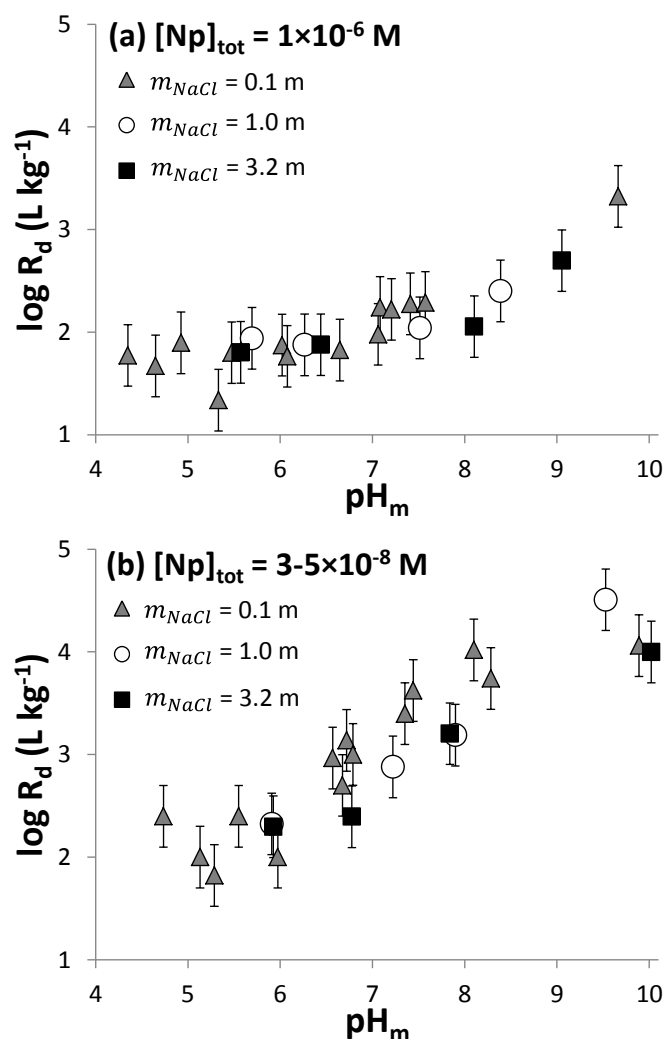 (a) [Np]tot = 1×10⁻⁶ M
mNaCl = 0.1 m
mNaCl = 1.0 m
mNaCl = 3.2 m
log Rd (L kg⁻¹)
5
4
3
2
1
4 5 6 7 8 9 10
pHm
(b) [Np]tot = 3-5×10⁻⁸ M
mNaCl = 0.1 m
mNaCl = 1.0 m
mNaCl = 3.2 m
log Rd (L kg⁻¹)
5
4
3
2
1
4 5 6 7 8 9 10
pHm